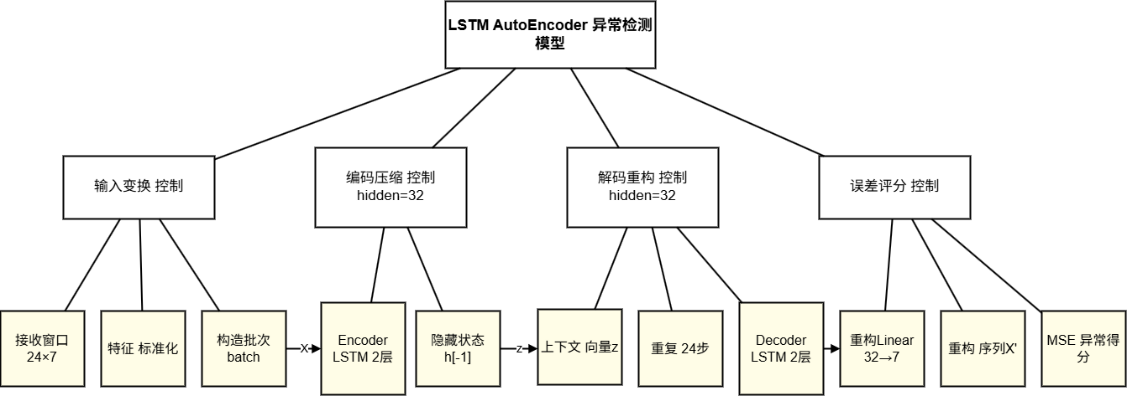 LSTM AutoEncoder 异常检测
模型
输入变换 控制
编码压缩 控制
hidden=32
解码重构 控制
hidden=32
误差评分 控制
接收窗口
24×7
特征 标准化
构造批次
batch
X
Encoder
LSTM 2层
隐藏状态
h[-1]
z
上下文 向量z
重复 24步
Decoder
LSTM 2层
重构Linear
32→7
重构 序列X'
MSE 异常得
分